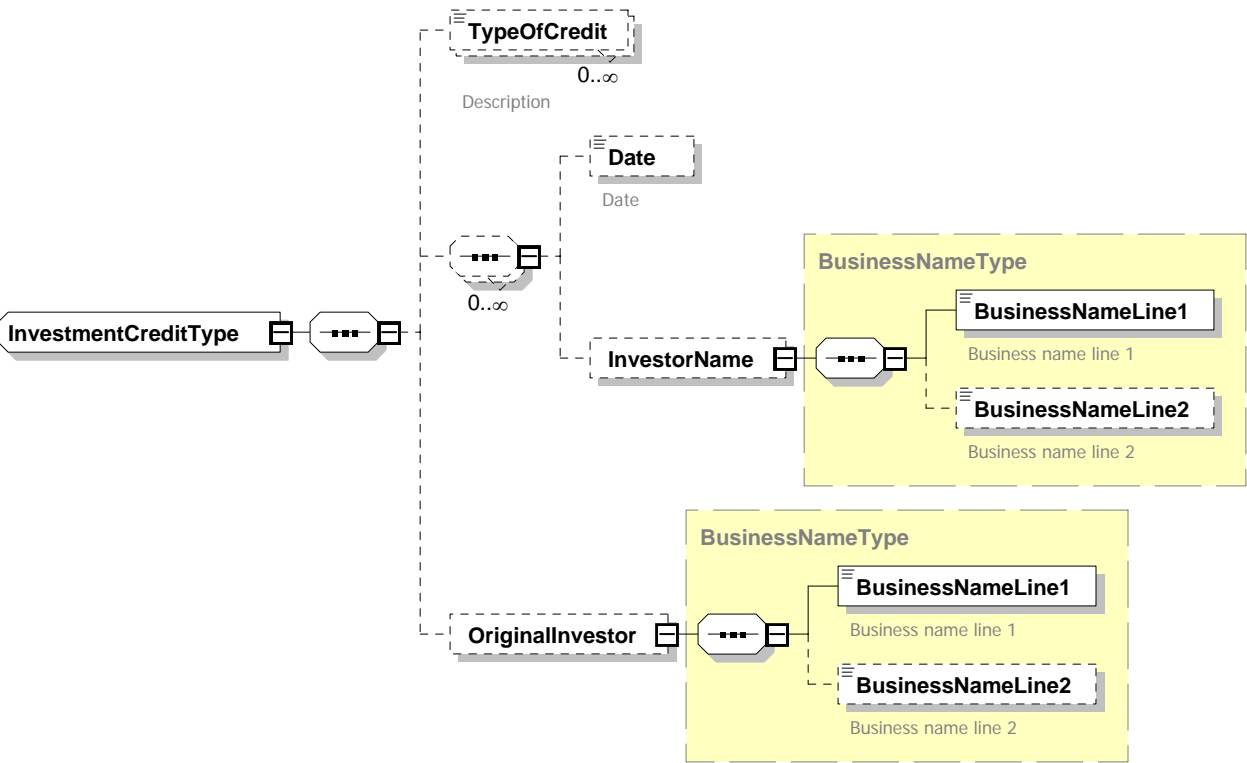 TypeOfCredit
0..∞
Description
Date
Date
0..∞
InvestmentCreditType
BusinessNameType
InvestorName
BusinessNameLine1
Business name line 1
BusinessNameLine2
Business name line 2
BusinessNameType
OriginalInvestor
BusinessNameLine1
Business name line 1
BusinessNameLine2
Business name line 2